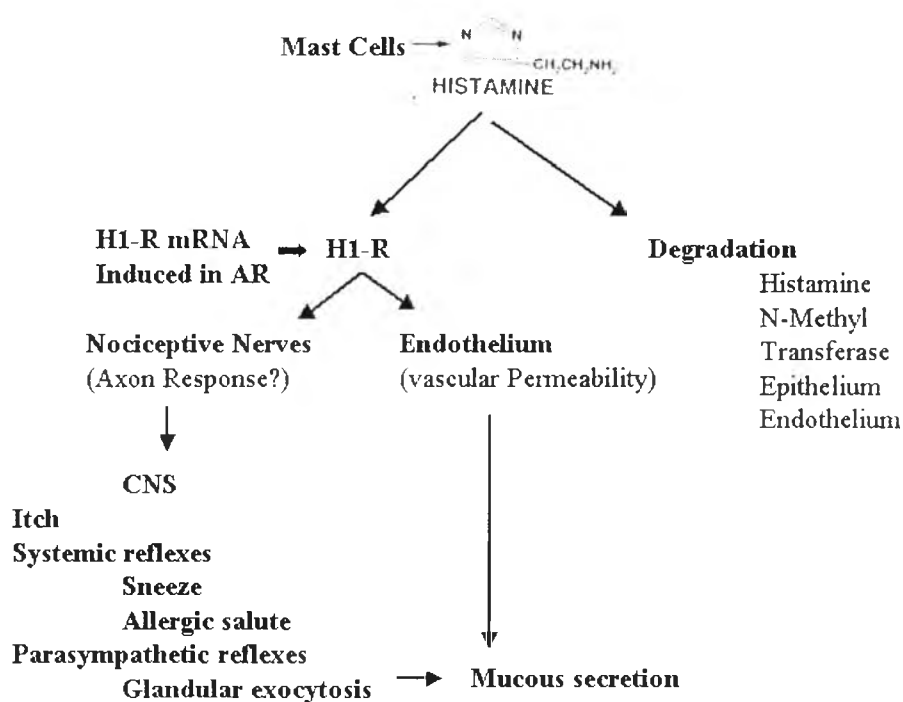 N N
Mast Cells
CH₂CH₂NH₂
HISTAMINE
H1-R mRNA
Induced in AR
H1-R
Degradation
Histamine
N-Methyl
Transferase
Epithelium
Endothelium
Nociceptive Nerves
(Axon Response?)
Endothelium
(vascular Permeability)
CNS
Itch
Systemic reflexes
Sneeze
Allergic salute
Parasympathetic reflexes
Glandular exocytosis
Mucous secretion